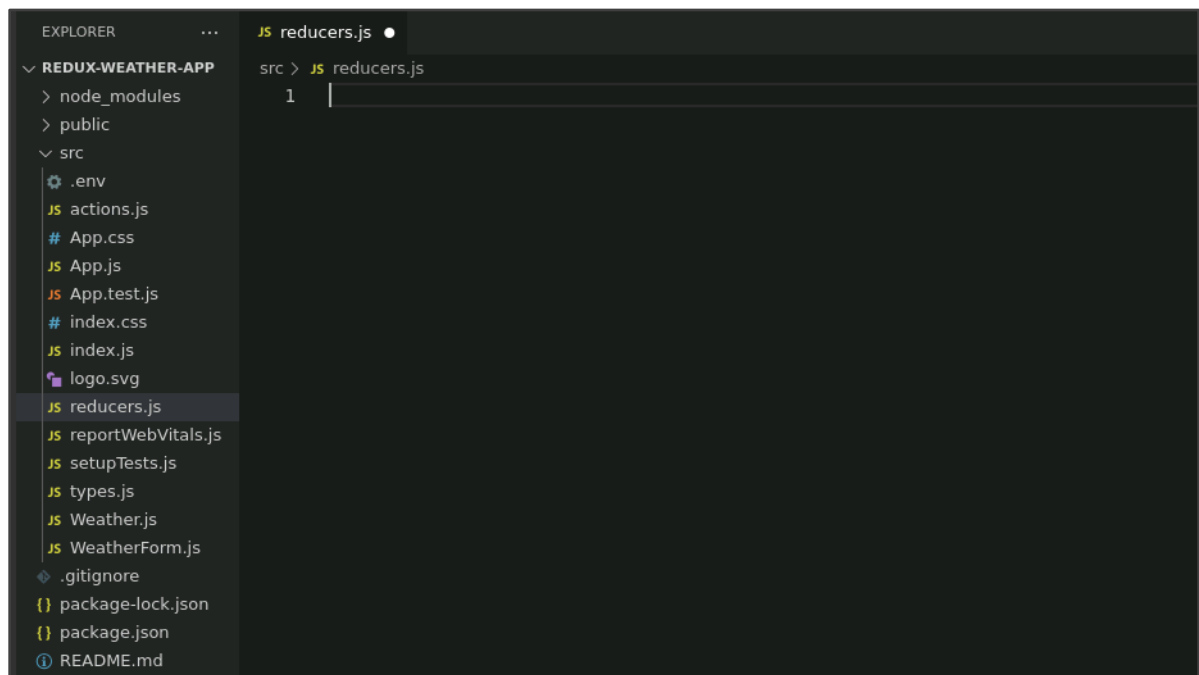 EXPLORER ...
REDUX-WEATHER-APP
node_modules
public
src
.env
JS actions.js
# App.css
JS App.js
JS App.test.js
# index.css
JS index.js
logo.svg
JS reducers.js
JS reportWebVitals.js
JS setupTests.js
JS types.js
JS Weather.js
JS WeatherForm.js
.gitignore
{} package-lock.json
{} package.json
README.md
JS reducers.js ●
src > JS reducers.js
1